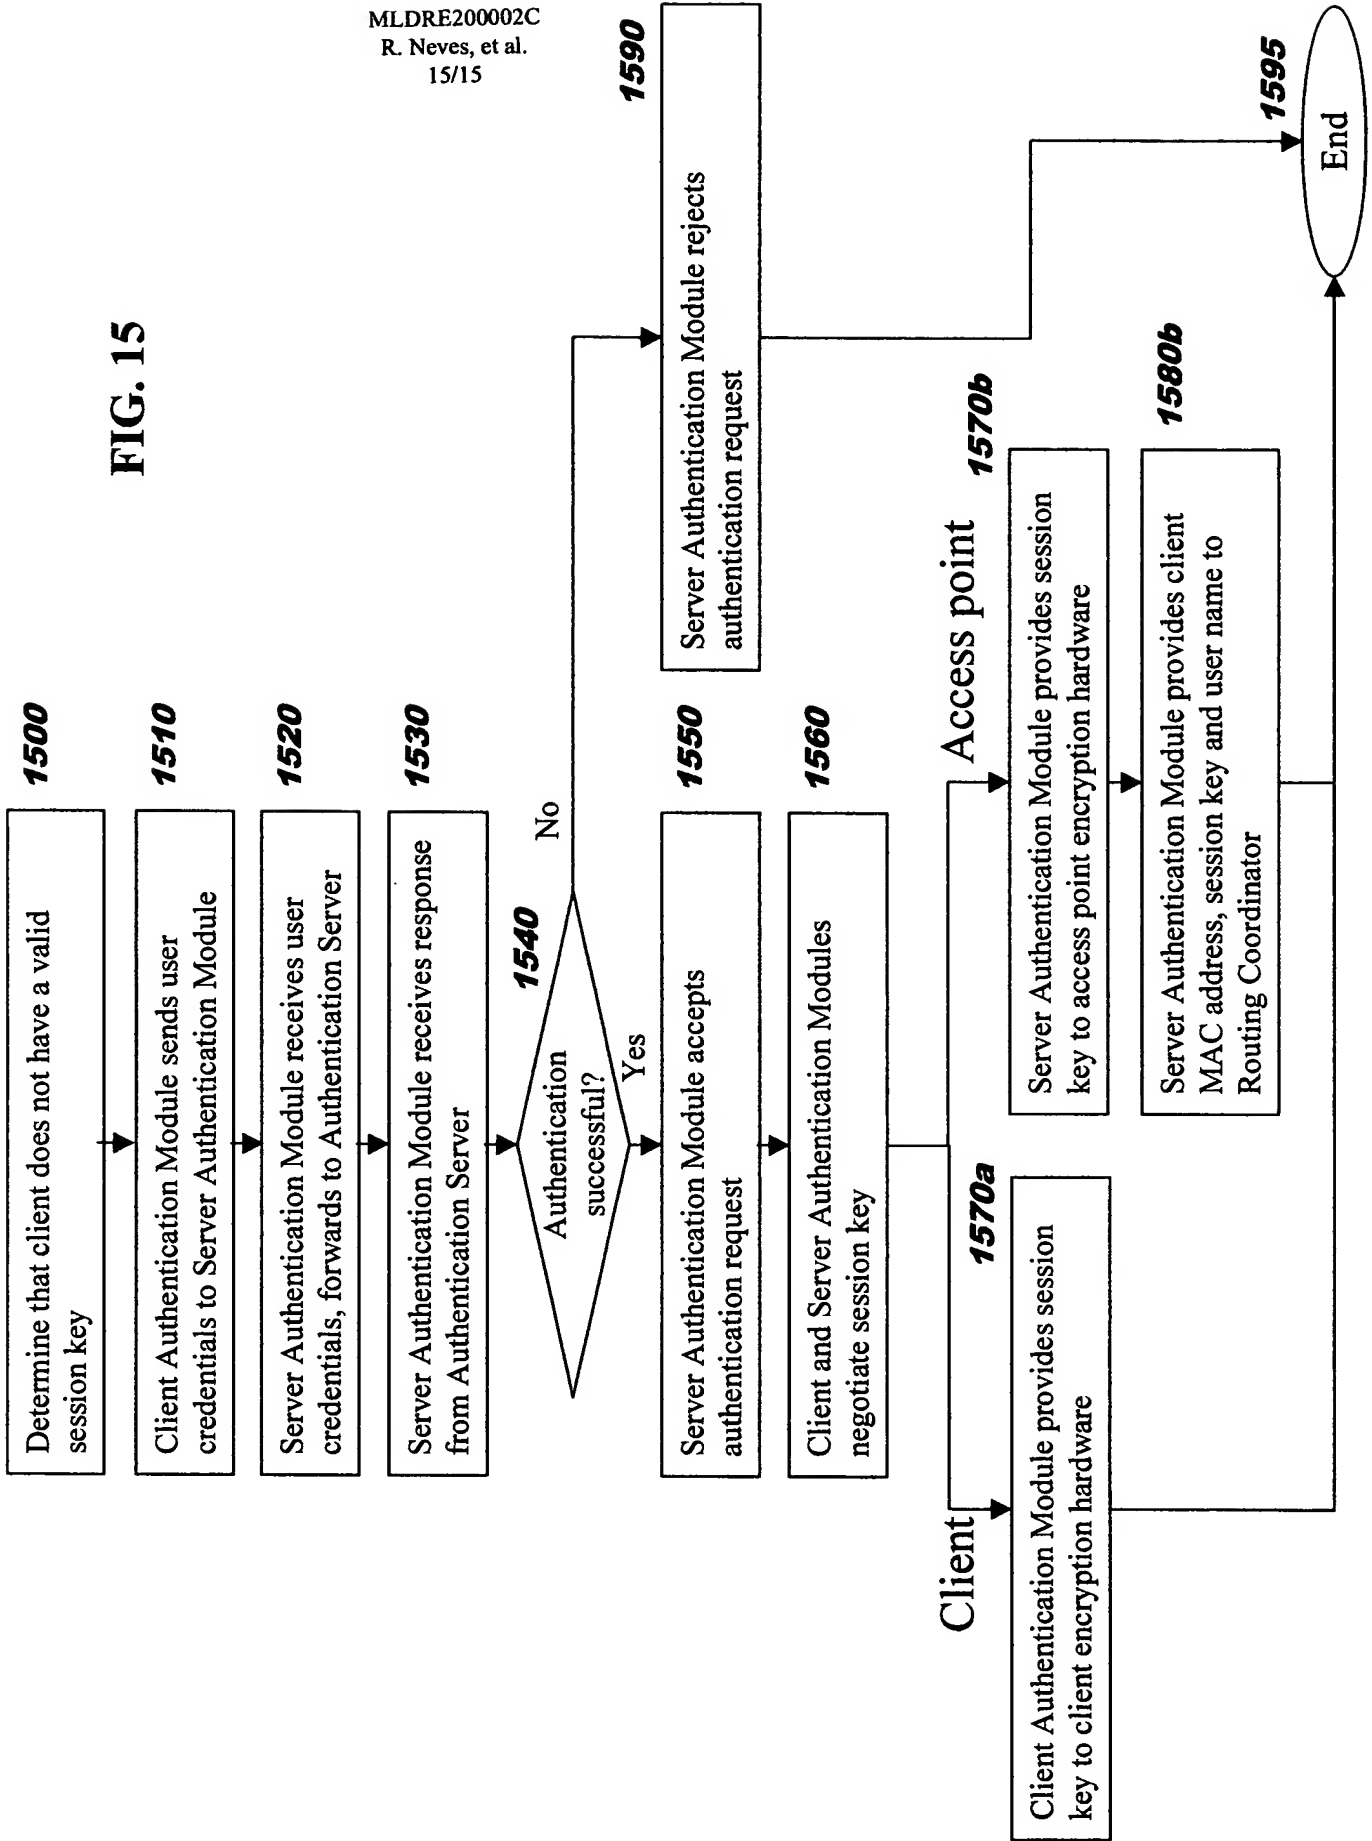 MLDRE200002C
R. Neves, et al.
15/15
FIG. 15
1500
Determine that client does not have a valid
session key
1510
Client Authentication Module sends user
credentials to Server Authentication Module
1520
Server Authentication Module receives user
credentials, forwards to Authentication Server
1530
Server Authentication Module receives response
from Authentication Server
1540
Authentication
successful?
No
Yes
1590
Server Authentication Module rejects
authentication request
1550
Server Authentication Module accepts
authentication request
1560
Client and Server Authentication Modules
negotiate session key
Client
1570a
Client Authentication Module provides session
key to client encryption hardware
Access point
1570b
Server Authentication Module provides session
key to access point encryption hardware
1580b
Server Authentication Module provides client
MAC address, session key and user name to
Routing Coordinator
1595
End